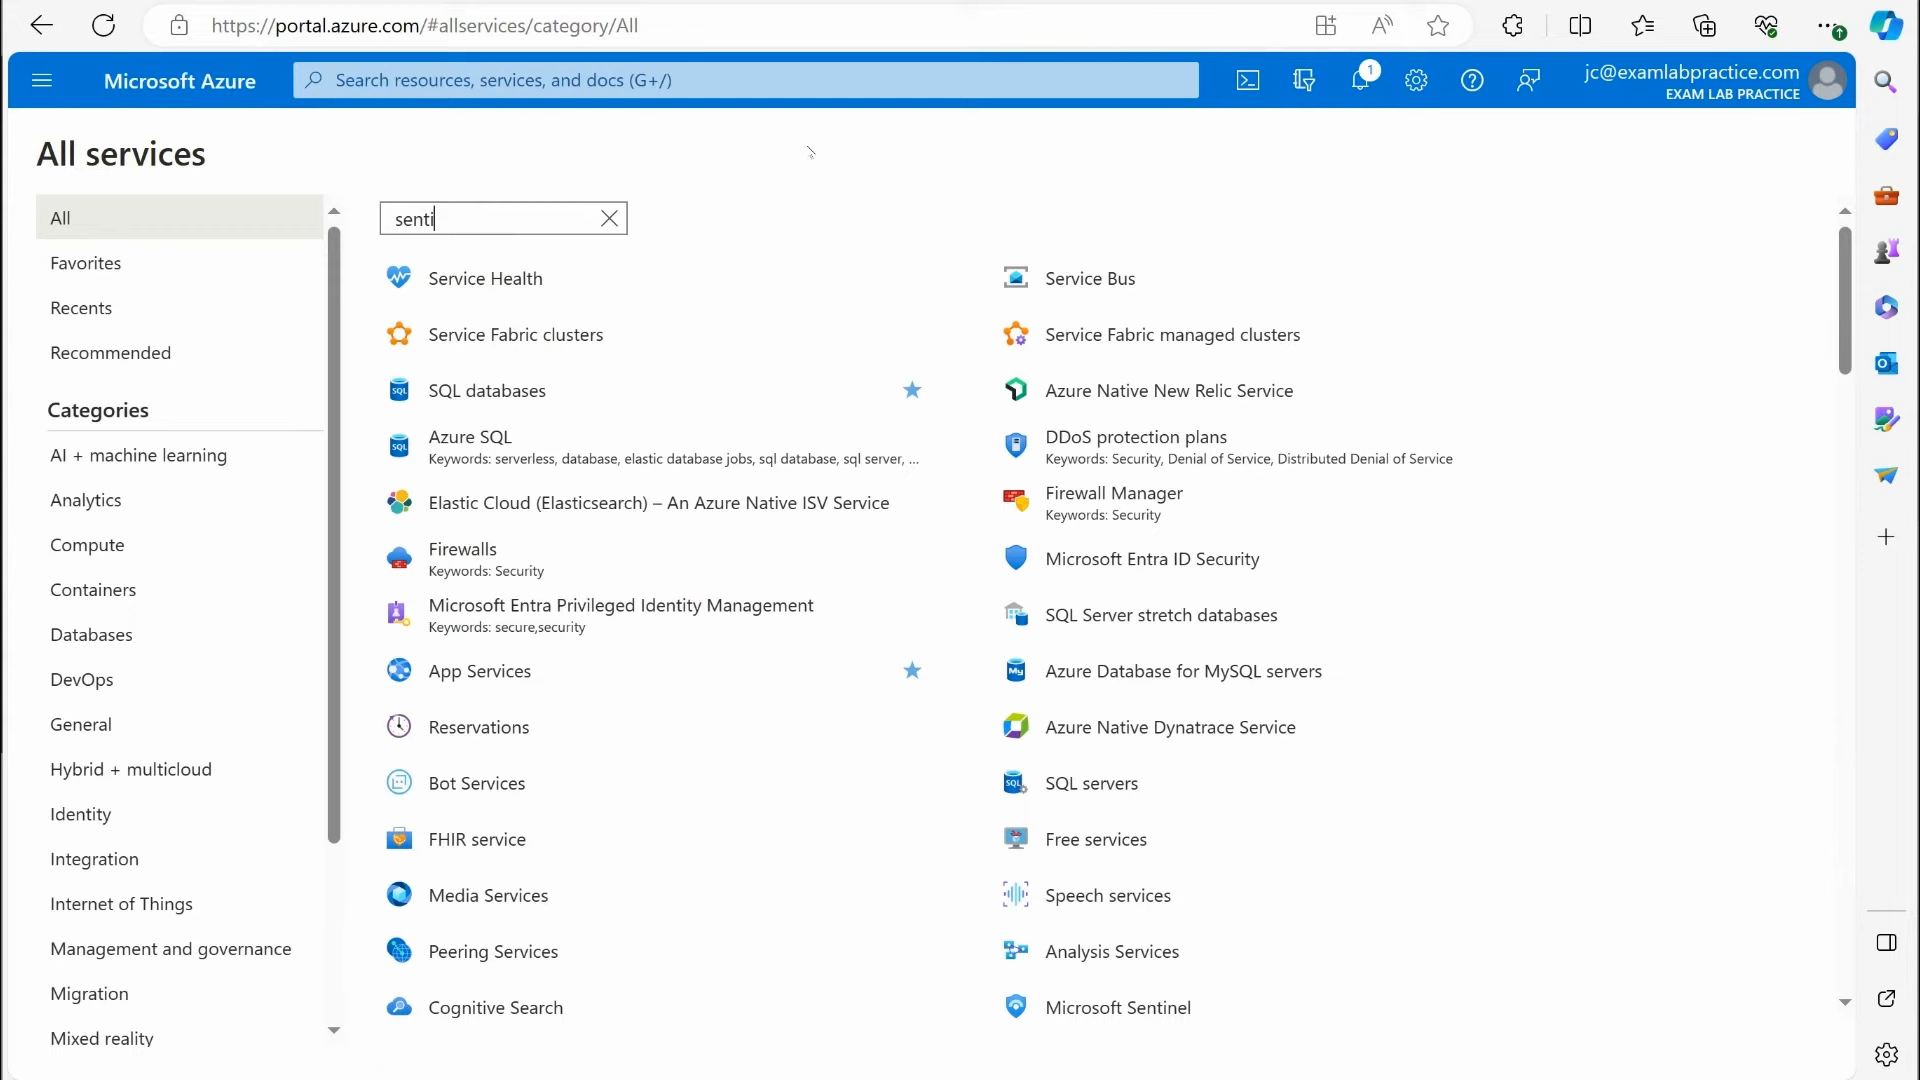 https://portal.azure.com/#allservices/category/All
Microsoft Azure
Search resources, services, and docs (G+/)
1
jc@examlabpractice.com
EXAM LAB PRACTICE
All services
All
Favorites
Recents
Recommended
Categories
AI + machine learning
Analytics
Compute
Containers
Databases
DevOps
General
Hybrid + multicloud
Identity
Integration
Internet of Things
Management and governance
Migration
Mixed reality
senti
Service Health
Service Bus
Service Fabric clusters
Service Fabric managed clusters
SQL databases
Azure Native New Relic Service
Azure SQL
Keywords: serverless, database, elastic database jobs, sql database, sql server, ...
DDoS protection plans
Keywords: Security, Denial of Service, Distributed Denial of Service
Elastic Cloud (Elasticsearch) – An Azure Native ISV Service
Firewall Manager
Keywords: Security
Firewalls
Keywords: Security
Microsoft Entra ID Security
Microsoft Entra Privileged Identity Management
Keywords: secure,security
SQL Server stretch databases
App Services
Azure Database for MySQL servers
Reservations
Azure Native Dynatrace Service
Bot Services
SQL servers
FHIR service
Free services
Media Services
Speech services
Peering Services
Analysis Services
Cognitive Search
Microsoft Sentinel